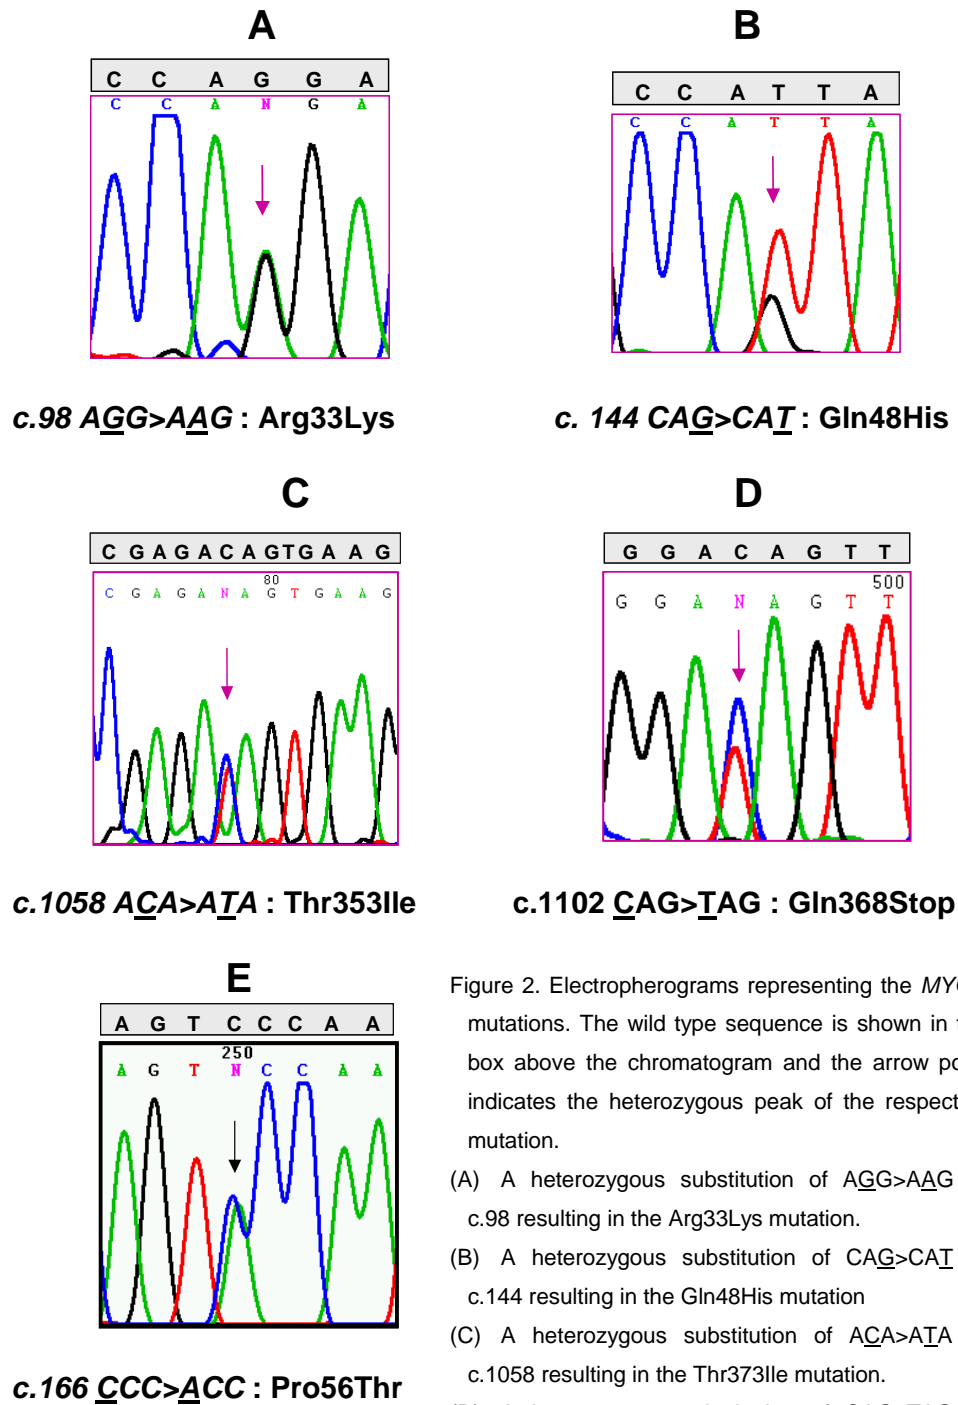 A
C C A G G A
C C A N G A
c.98 AGG>AAG : Arg33Lys
B
C C A T T A
C C A T T A
c. 144 CAG>CAT : Gln48His
C
C G A G A C A G T G A A G
80
C G A G A N A G T G A A G
c.1058 ACA>ATA : Thr353Ile
D
G G A C A G T T
500
G G A N A G T T
c.1102 CAG>TAG : Gln368Stop
E
A G T C C C A A
250
A G T N C C A A
c.166 CCC>ACC : Pro56Thr
Figure 2. Electropherograms representing the
mutations. The wild type sequence is shown in
box above the chromatogram and the arrow
indicates the heterozygous peak of the
mutation.
(A) A heterozygous substitution of AGG>AAG
c.98 resulting in the Arg33Lys mutation.
(B) A heterozygous substitution of CAG>CAT
c.144 resulting in the Gln48His mutation
(C) A heterozygous substitution of ACA>ATA
c.1058 resulting in the Thr373Ile mutation.